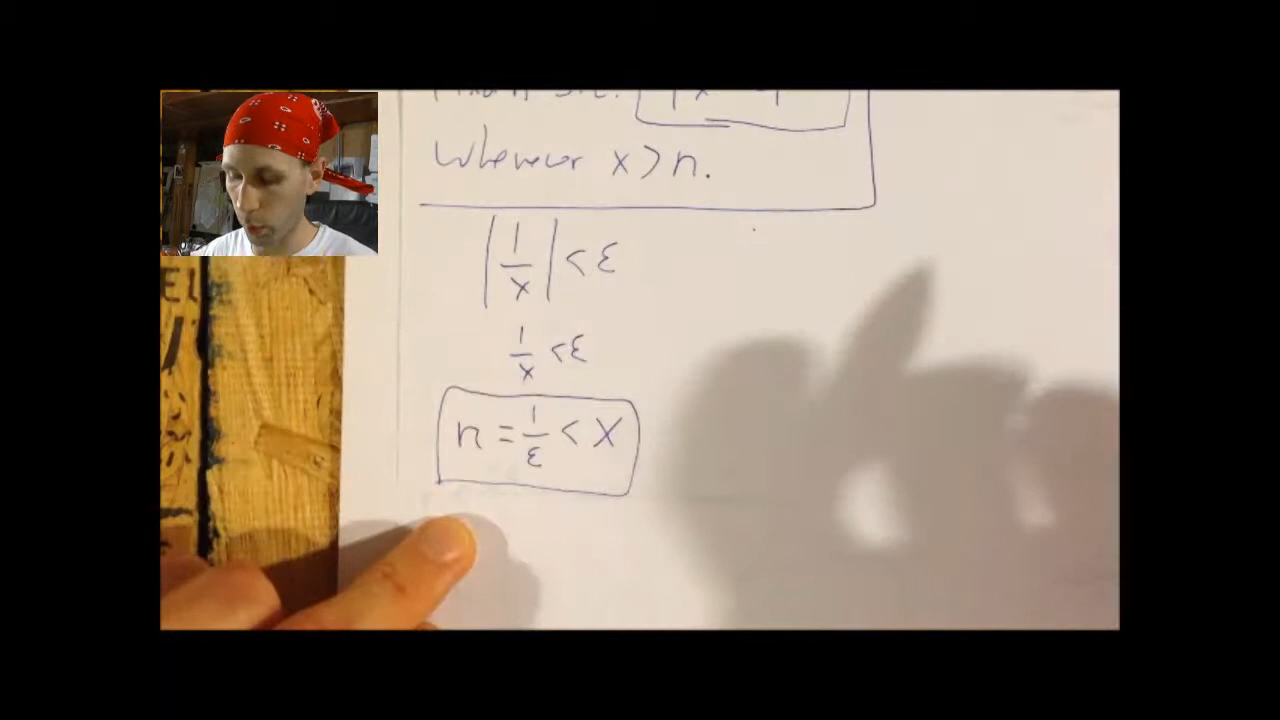 whenever x > n.
| 1/x | < ε
1/x < ε
n = 1/ε < x